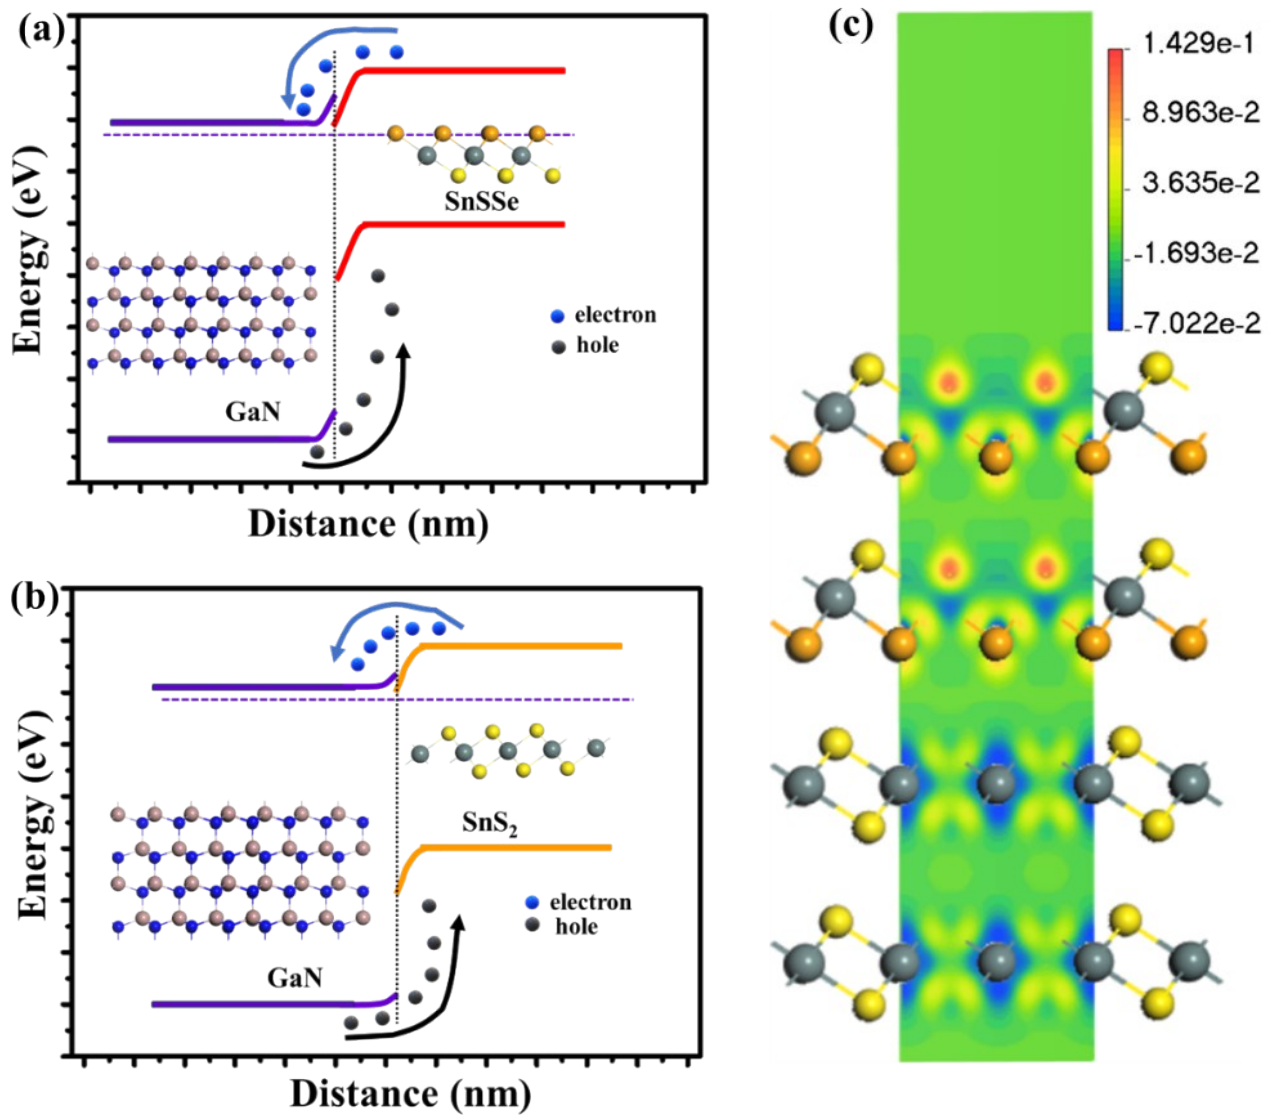 (a)
SnSSe
GaN
electron
hole
Energy (eV)
Distance (nm)
(b)
SnS₂
GaN
electron
hole
Energy (eV)
Distance (nm)
(c)
1.429e-1
8.963e-2
3.635e-2
-1.693e-2
-7.022e-2